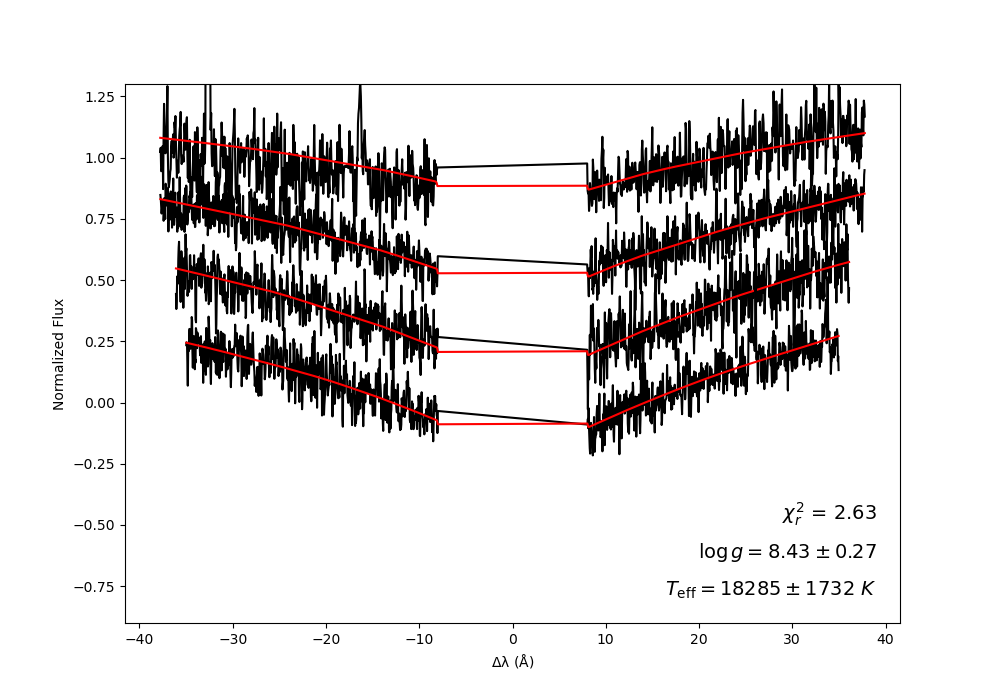 1.25
1.00
0.75
0.50
0.25
0.00
−0.25
−0.50
−0.75
Normalized Flux
χ²ᵣ = 2.63
log g = 8.43 ± 0.27
T_eff = 18285 ± 1732 K
−40 −30 −20 −10 0 10 20 30 40
Δλ (Å)